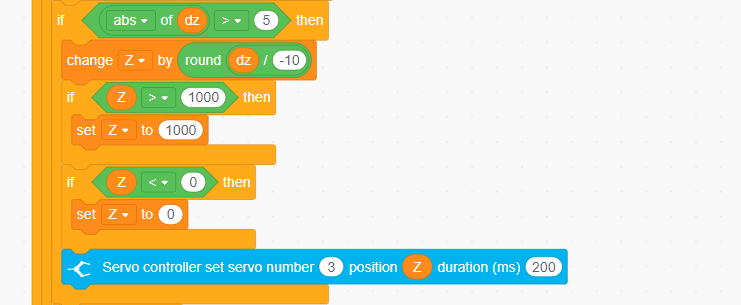 if abs of dz > 5 then
change Z by round dz / -10
if Z > 1000 then
set Z to 1000
if Z < 0 then
set Z to 0
Servo controller set servo number 3 position Z duration (ms) 200